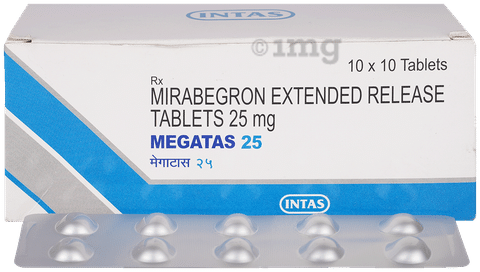 INTAS
1mg
10 x 10 Tablets
Rx
MIRABEGRON EXTENDED RELEASE
TABLETS 25 mg
MEGATAS 25
मेगाटास २५
INTAS